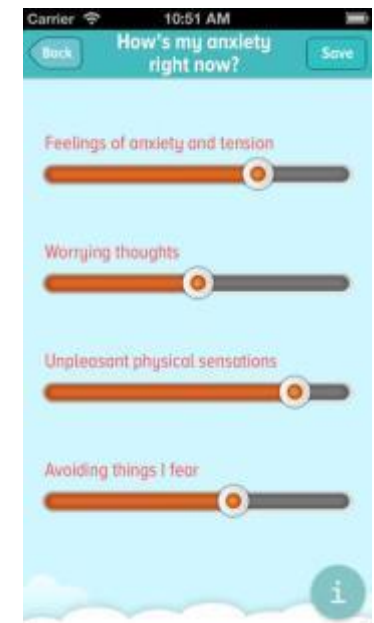 Carrier 10:51 AM
Back
How's my anxiety
right now?
Save
Feelings of anxiety and tension
Worrying thoughts
Unpleasant physical sensations
Avoiding things I fear
i